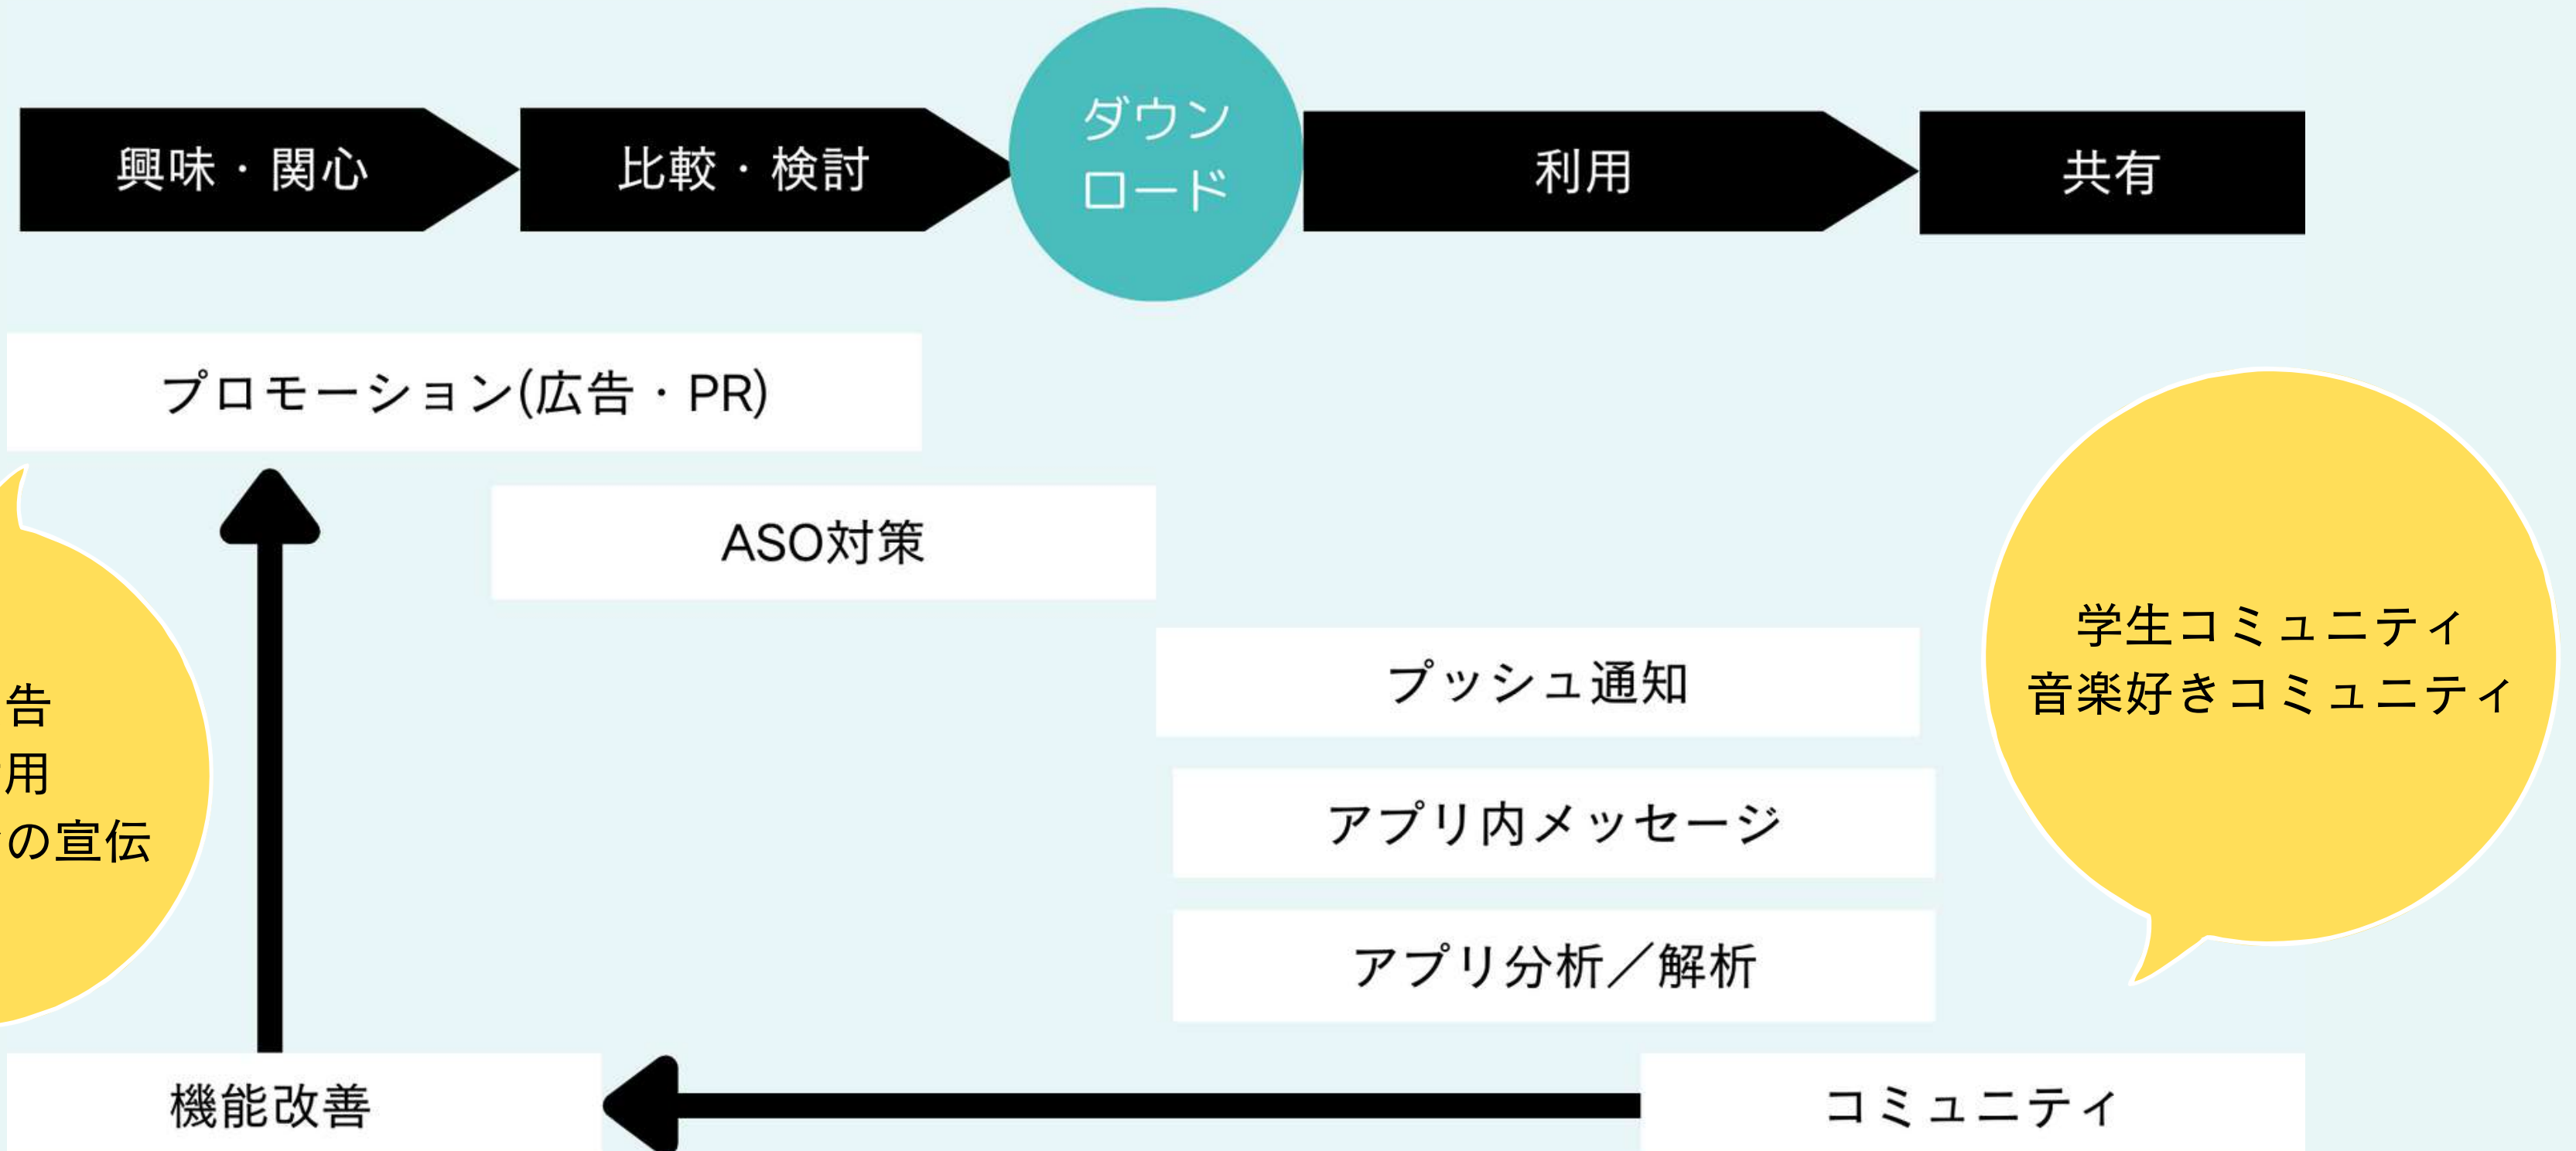 興味・関心
比較・検討
ダウン
ロード
利用
共有
プロモーション(広告・PR)
ASO対策
プッシュ通知
アプリ内メッセージ
アプリ分析／解析
告
用
の宣伝
学生コミュニティ
音楽好きコミュニティ
機能改善
コミュニティ